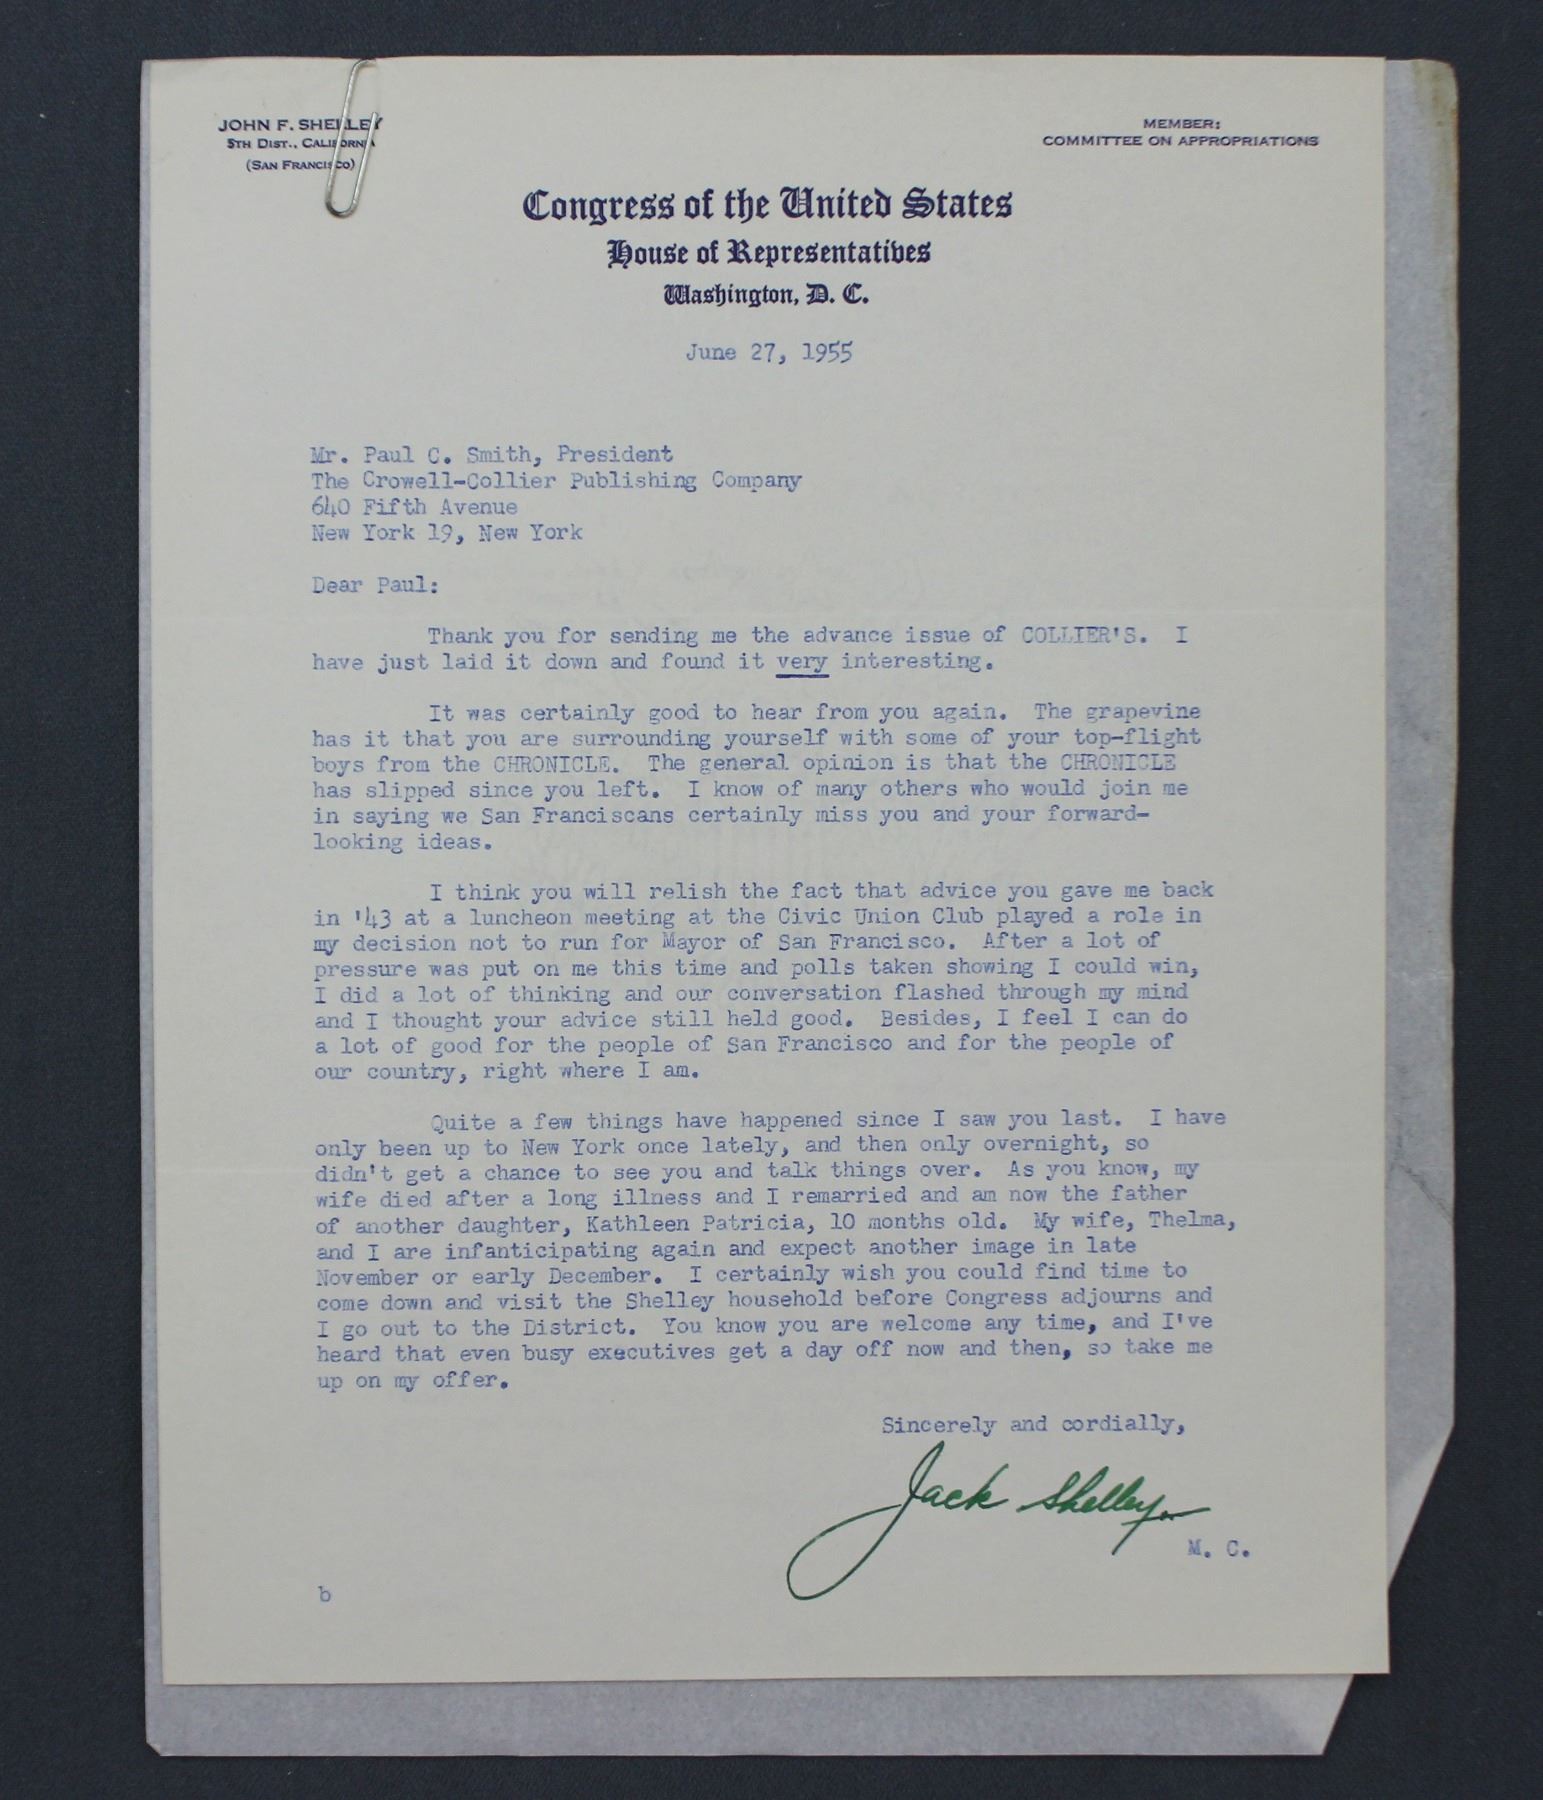 JOHN F. SHELLEY
5TH DIST., CALIFORNIA
(SAN FRANCISCO)
MEMBER:
COMMITTEE ON APPROPRIATIONS
Congress of the United States
House of Representatives
Washington, D. C.
June 27, 1955
Mr. Paul C. Smith, President
The Crowell-Collier Publishing Company
640 Fifth Avenue
New York 19, New York
Dear Paul:
Thank you for sending me the advance issue of COLLIER'S. I
have just laid it down and found it very interesting.
It was certainly good to hear from you again. The grapevine
has it that you are surrounding yourself with some of your top-flight
boys from the CHRONICLE. The general opinion is that the CHRONICLE
has slipped since you left. I know of many others who would join me
in saying we San Franciscans certainly miss you and your forward-
looking ideas.
I think you will relish the fact that advice you gave me back
in '43 at a luncheon meeting at the Civic Union Club played a role in
my decision not to run for Mayor of San Francisco. After a lot of
pressure was put on me this time and polls taken showing I could win,
I did a lot of thinking and our conversation flashed through my mind
and I thought your advice still held good. Besides, I feel I can do
a lot of good for the people of San Francisco and for the people of
our country, right where I am.
Quite a few things have happened since I saw you last. I have
only been up to New York once lately, and then only overnight, so
didn't get a chance to see you and talk things over. As you know, my
wife died after a long illness and I remarried and am now the father
of another daughter, Kathleen Patricia, 10 months old. My wife, Thelma,
and I are infanticipating again and expect another image in late
November or early December. I certainly wish you could find time to
come down and visit the Shelley household before Congress adjourns and
I go out to the District. You know you are welcome any time, and I've
heard that even busy executives get a day off now and then, so take me
up on my offer.
Sincerely and cordially,
Jack Shelley
M. C.
b